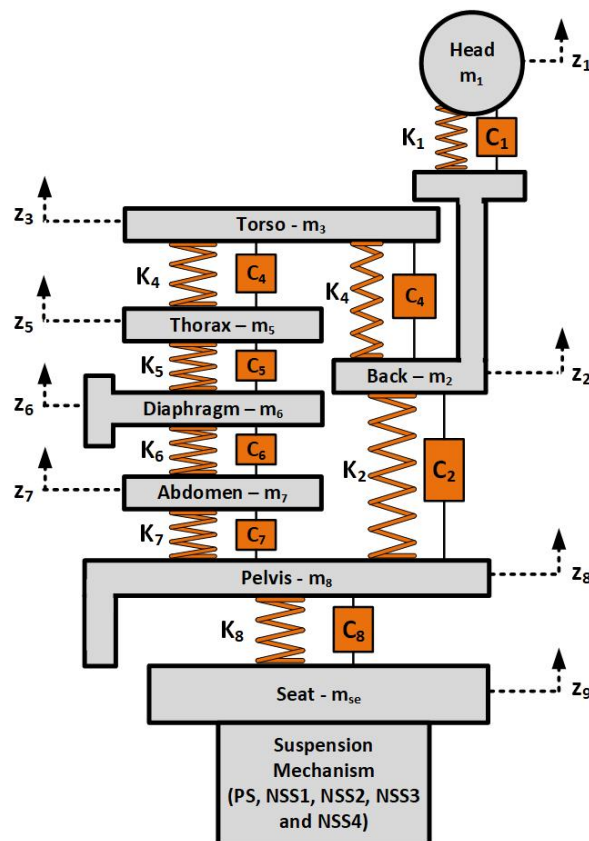 Head
m₁
z₁
K₁
C₁
z₃
Torso - m₃
K₄
C₄
K₄
C₄
z₅
Thorax – m₅
K₅
C₅
Back – m₂
z₂
z₆
Diaphragm – m₆
K₆
C₆
K₂
C₂
z₇
Abdomen – m₇
K₇
C₇
Pelvis - m₈
z₈
K₈
C₈
Seat - mse
z₉
Suspension
Mechanism
(PS, NSS1, NSS2, NSS3
and NSS4)